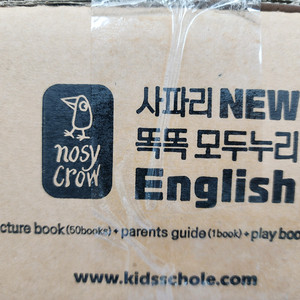 nosy
crow
사파리 NEW
똑똑 모두누리
English
cture book(50books) + parents guide(1book) + play boo
www.kidsschole.com